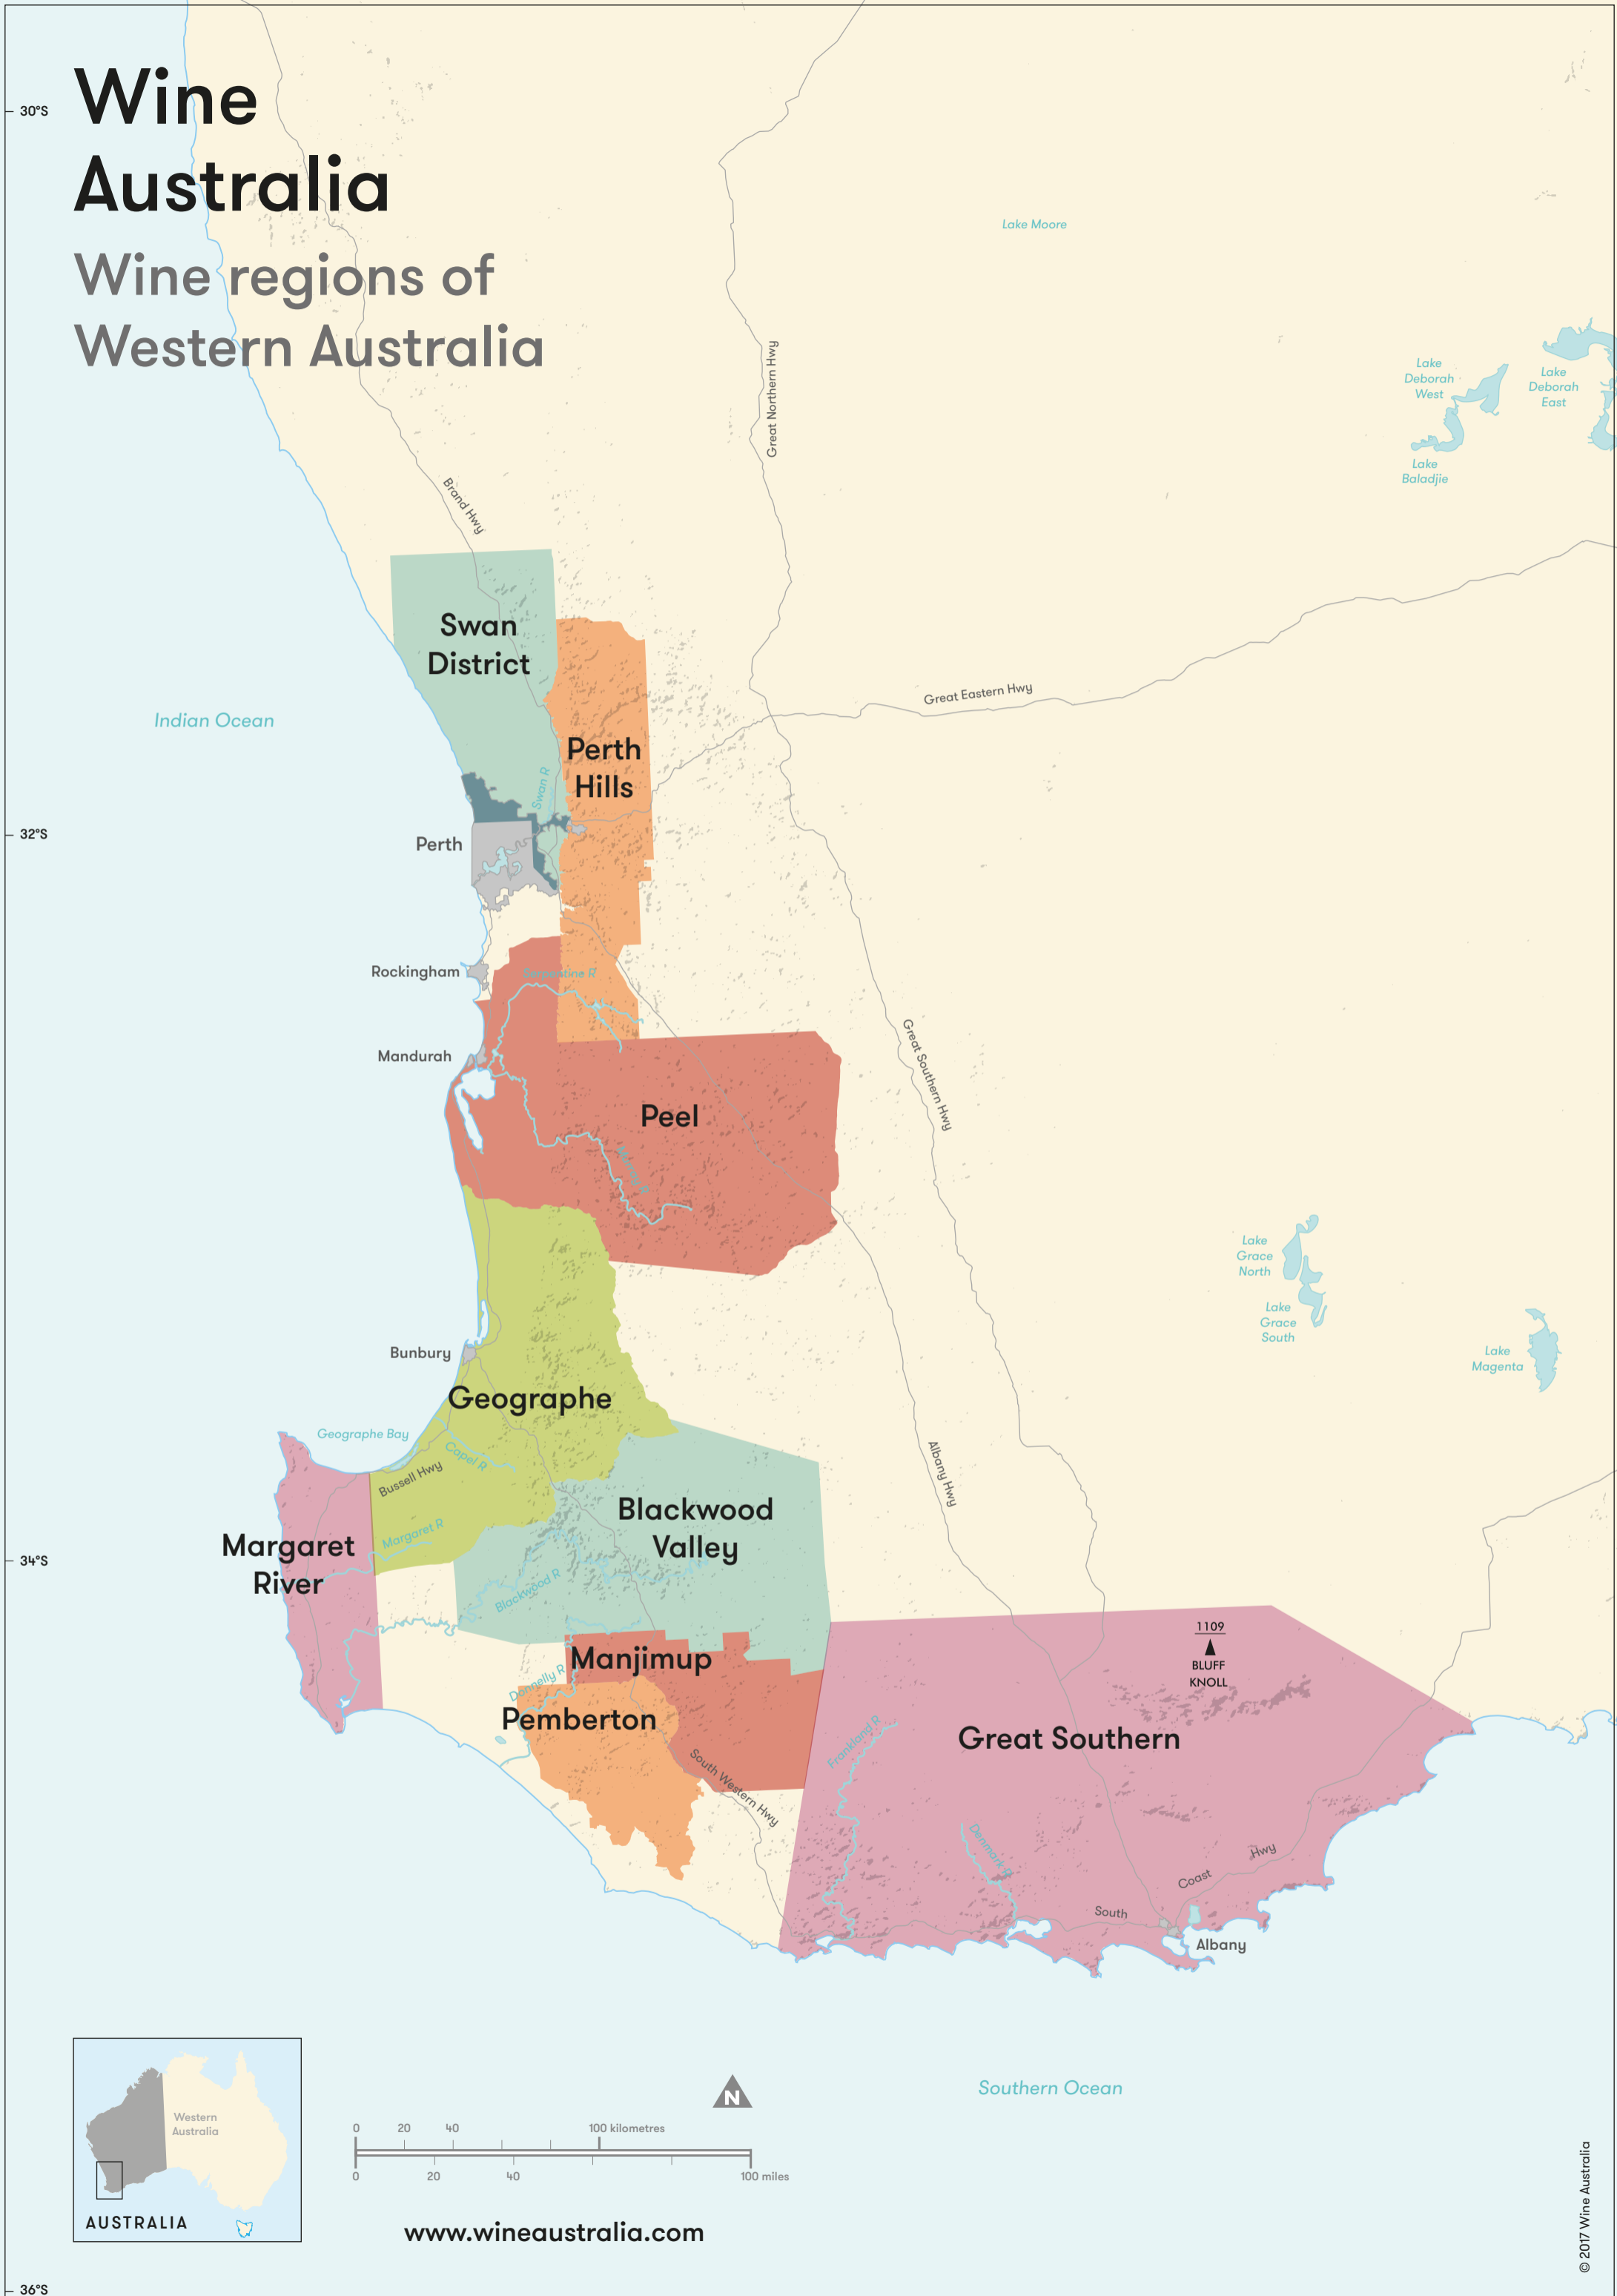 Wine
Australia
Wine regions of
Western Australia
30°S
32°S
34°S
36°S
Lake Moore
Lake
Deborah
West
Lake
Deborah
East
Lake
Baladjie
Great Northern Hwy
Brand Hwy
Swan
District
Great Eastern Hwy
Indian Ocean
Perth
Hills
Swan R
Perth
Rockingham
Serpentine R
Mandurah
Great Southern Hwy
Peel
Murray R
Lake
Grace
North
Lake
Grace
South
Lake
Magenta
Bunbury
Geographe
Geographe Bay
Capel R
Bussell Hwy
Albany Hwy
Blackwood
Valley
Margaret R
Margaret
River
Blackwood R
1109
BLUFF
KNOLL
Manjimup
Donnelly R
Pemberton
Great Southern
Frankland R
South Western Hwy
Denmark R
South
Coast
Hwy
Albany
Southern Ocean
Western
Australia
AUSTRALIA
N
0 20 40 100 kilometres
0 20 40 100 miles
www.wineaustralia.com
© 2017 Wine Australia